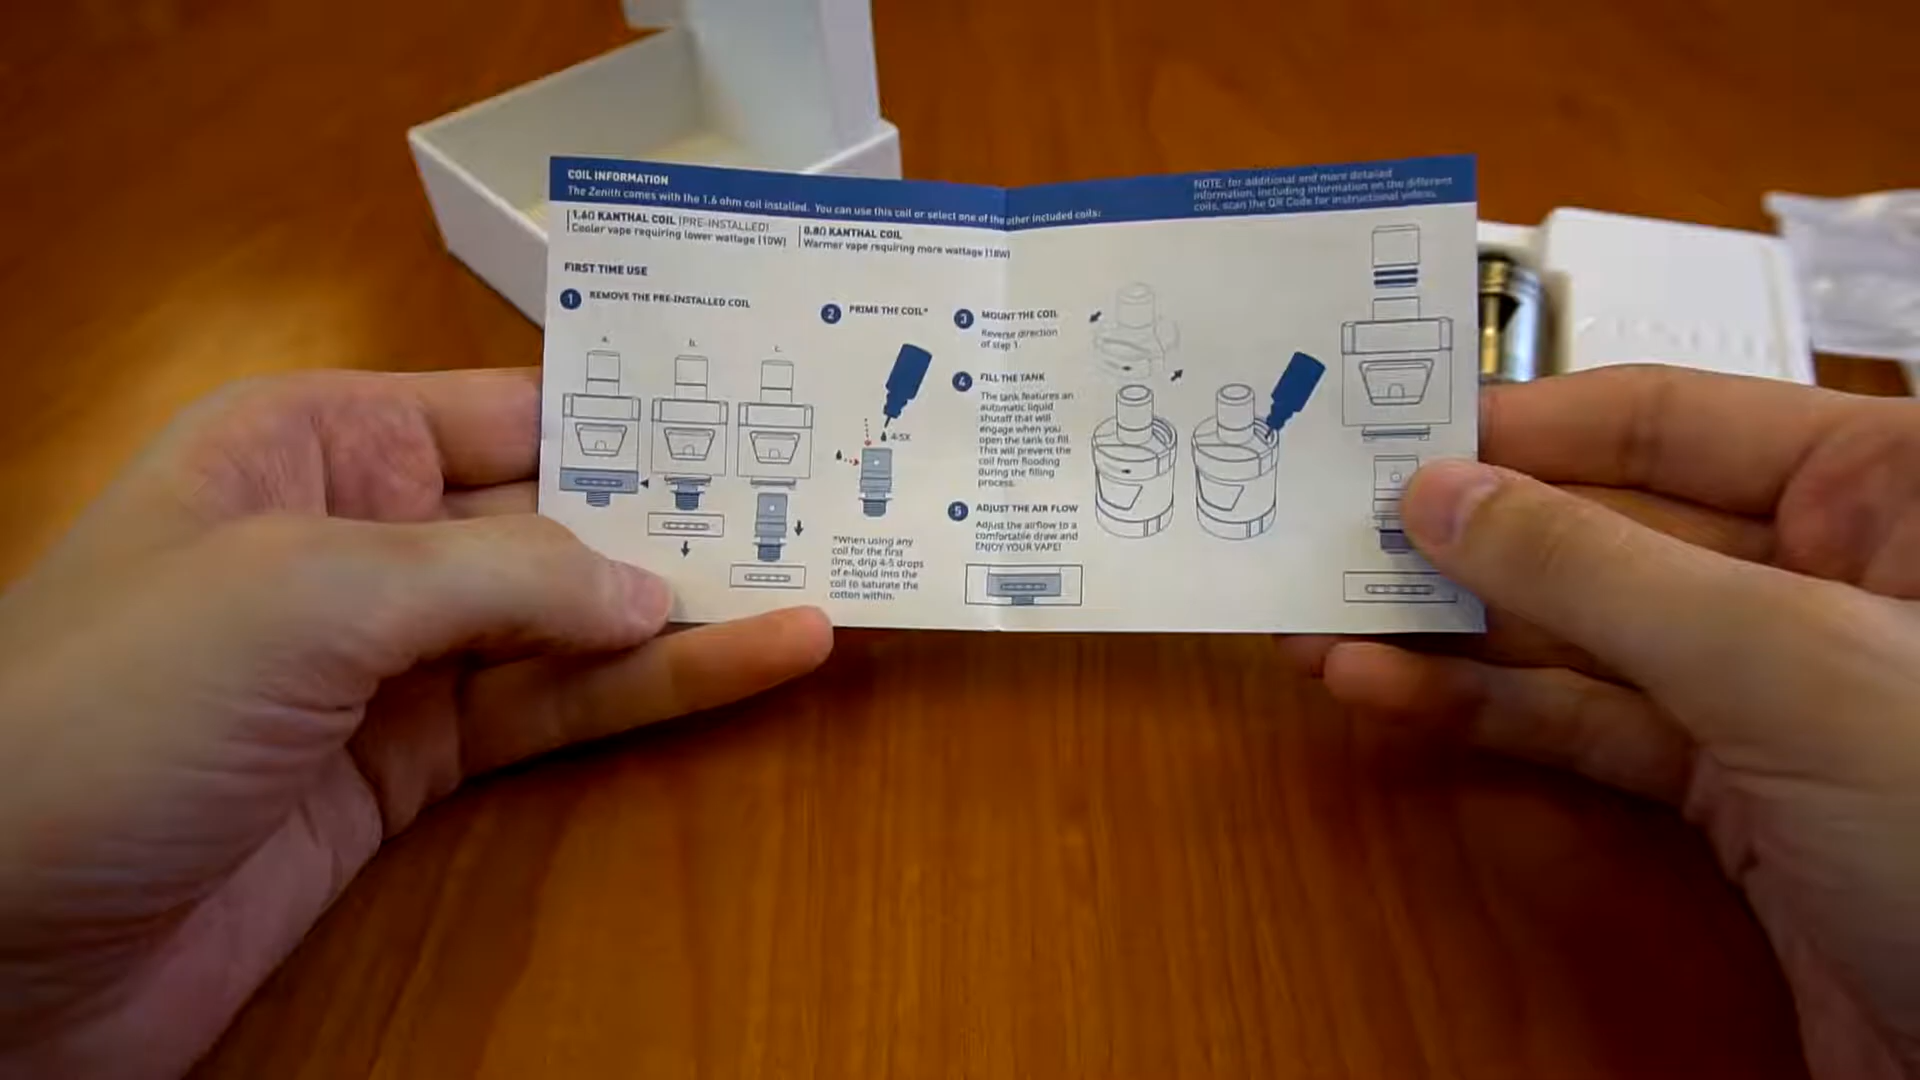 COIL INFORMATION
The Zenith comes with the 1.6 ohm coil installed. You can use this coil or select one of the other included coils:
NOTE: for additional and more detailed
information, including information on the different
coils, scan the QR Code for instructional videos.
1.6Ω KANTHAL COIL (PRE-INSTALLED)
Cooler vape requiring lower wattage (10W)
0.8Ω KANTHAL COIL
Warmer vape requiring more wattage (18W)
FIRST TIME USE
1 REMOVE THE PRE-INSTALLED COIL
a.
b.
c.
2 PRIME THE COIL*
4-5X
*When using any
coil for the first
time, drip 4-5 drops
of e-liquid into the
coil to saturate the
cotton within.
3 MOUNT THE COIL
Reverse direction
of step 1.
4 FILL THE TANK
The tank features an
automatic liquid
shutoff that will
engage when you
open the tank to fill.
This will prevent the
coil from flooding
during the filling
process.
5 ADJUST THE AIR FLOW
Adjust the airflow to a
comfortable draw and
ENJOY YOUR VAPE!